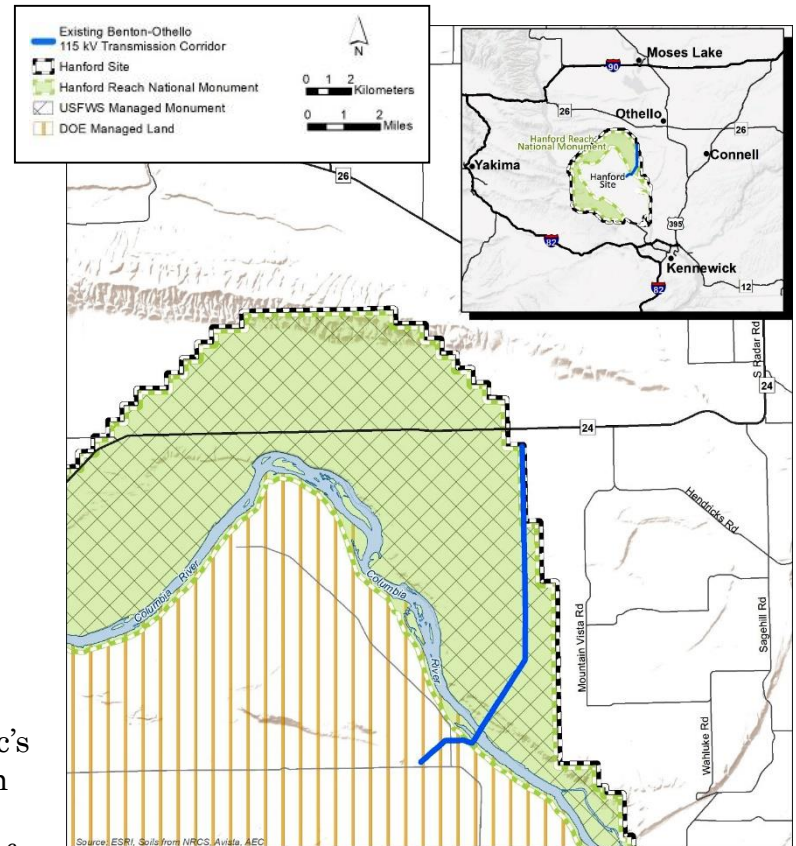 Existing Benton-Othello
115 kV Transmission Corridor
Hanford Site
Hanford Reach National Monument
USFWS Managed Monument
DOE Managed Land
N
0 1 2
Kilometers
0 1 2
Miles
Moses Lake
90
26
Othello
26
Hanford Reach
National Monument
Connell
Yakima
Hanford
Site
395
82
Kennewick
82
12
26
S Radar Rd
24
24
Hendricks Rd
Columbia River
Columbia
River
Mountain Vista Rd
Sagehill Rd
Wahluke Rd
c's
Source: ESRI, Soils from NRCS, Avista, AEC